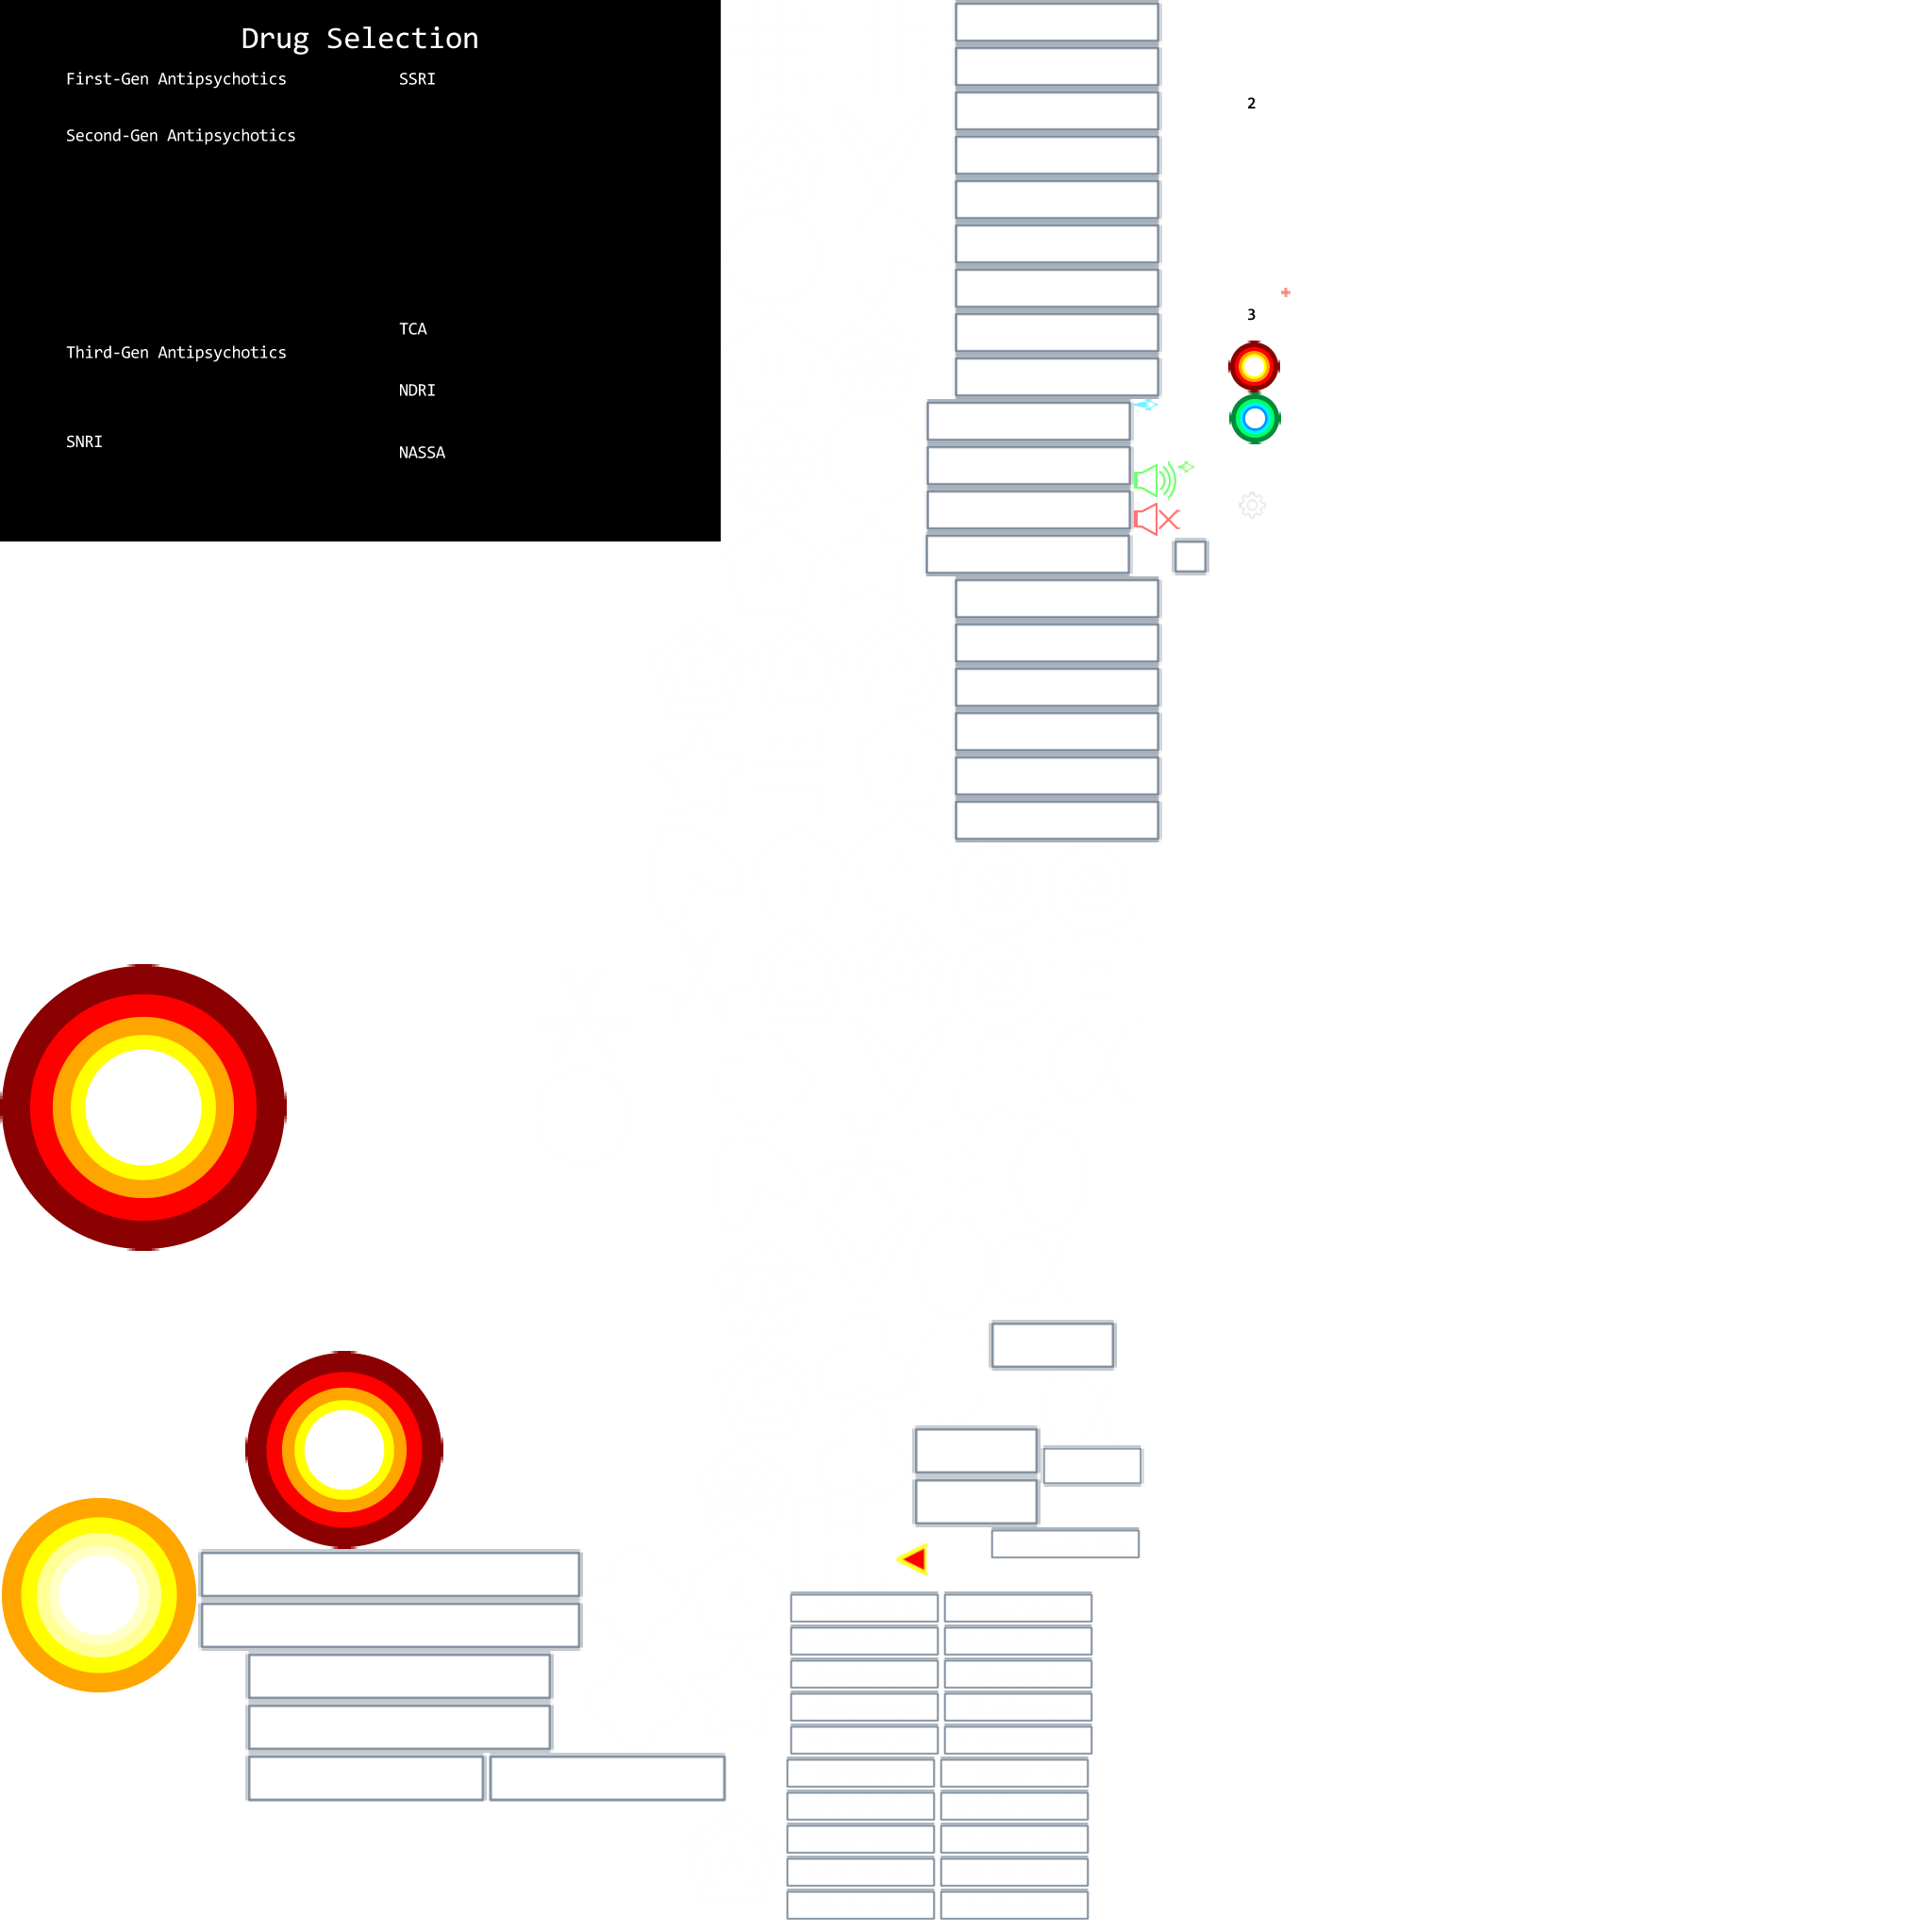 Drug Selection
First-Gen Antipsychotics
SSRI
Second-Gen Antipsychotics
TCA
Third-Gen Antipsychotics
NDRI
SNRI
NASSA
2
3